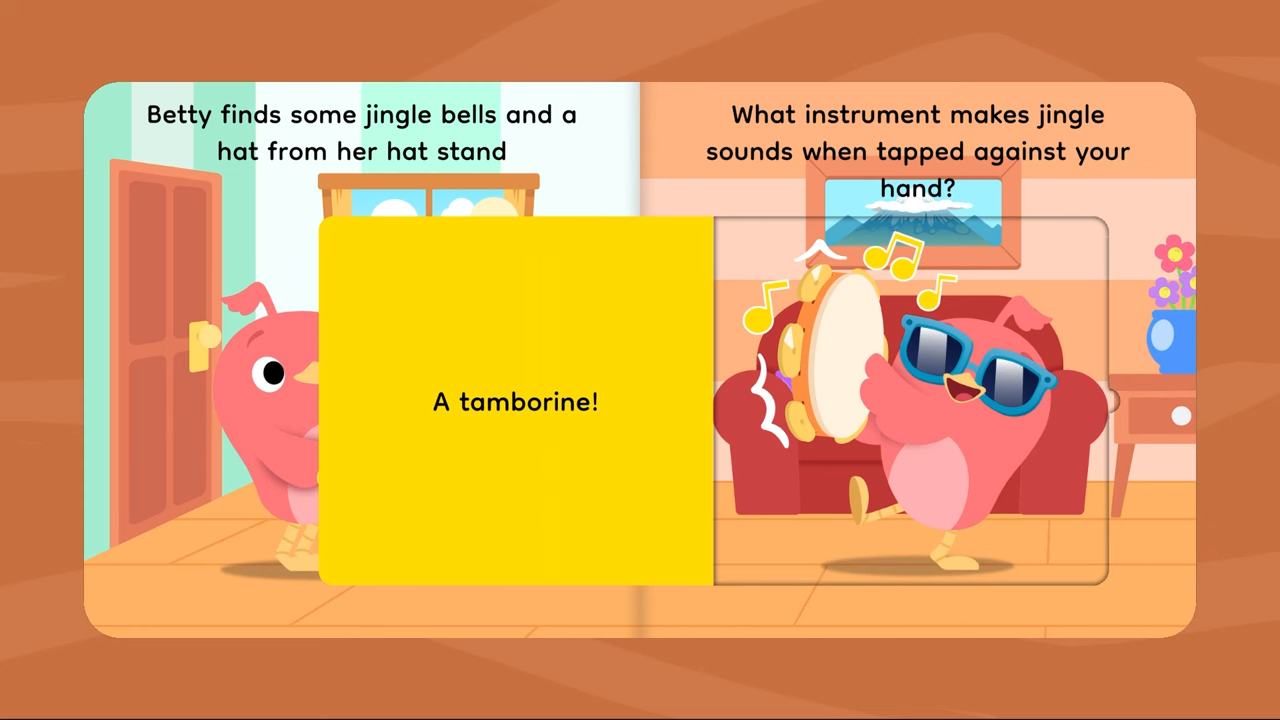 Betty finds some jingle bells and a
hat from her hat stand
What instrument makes jingle
sounds when tapped against your
hand?
A tamborine!